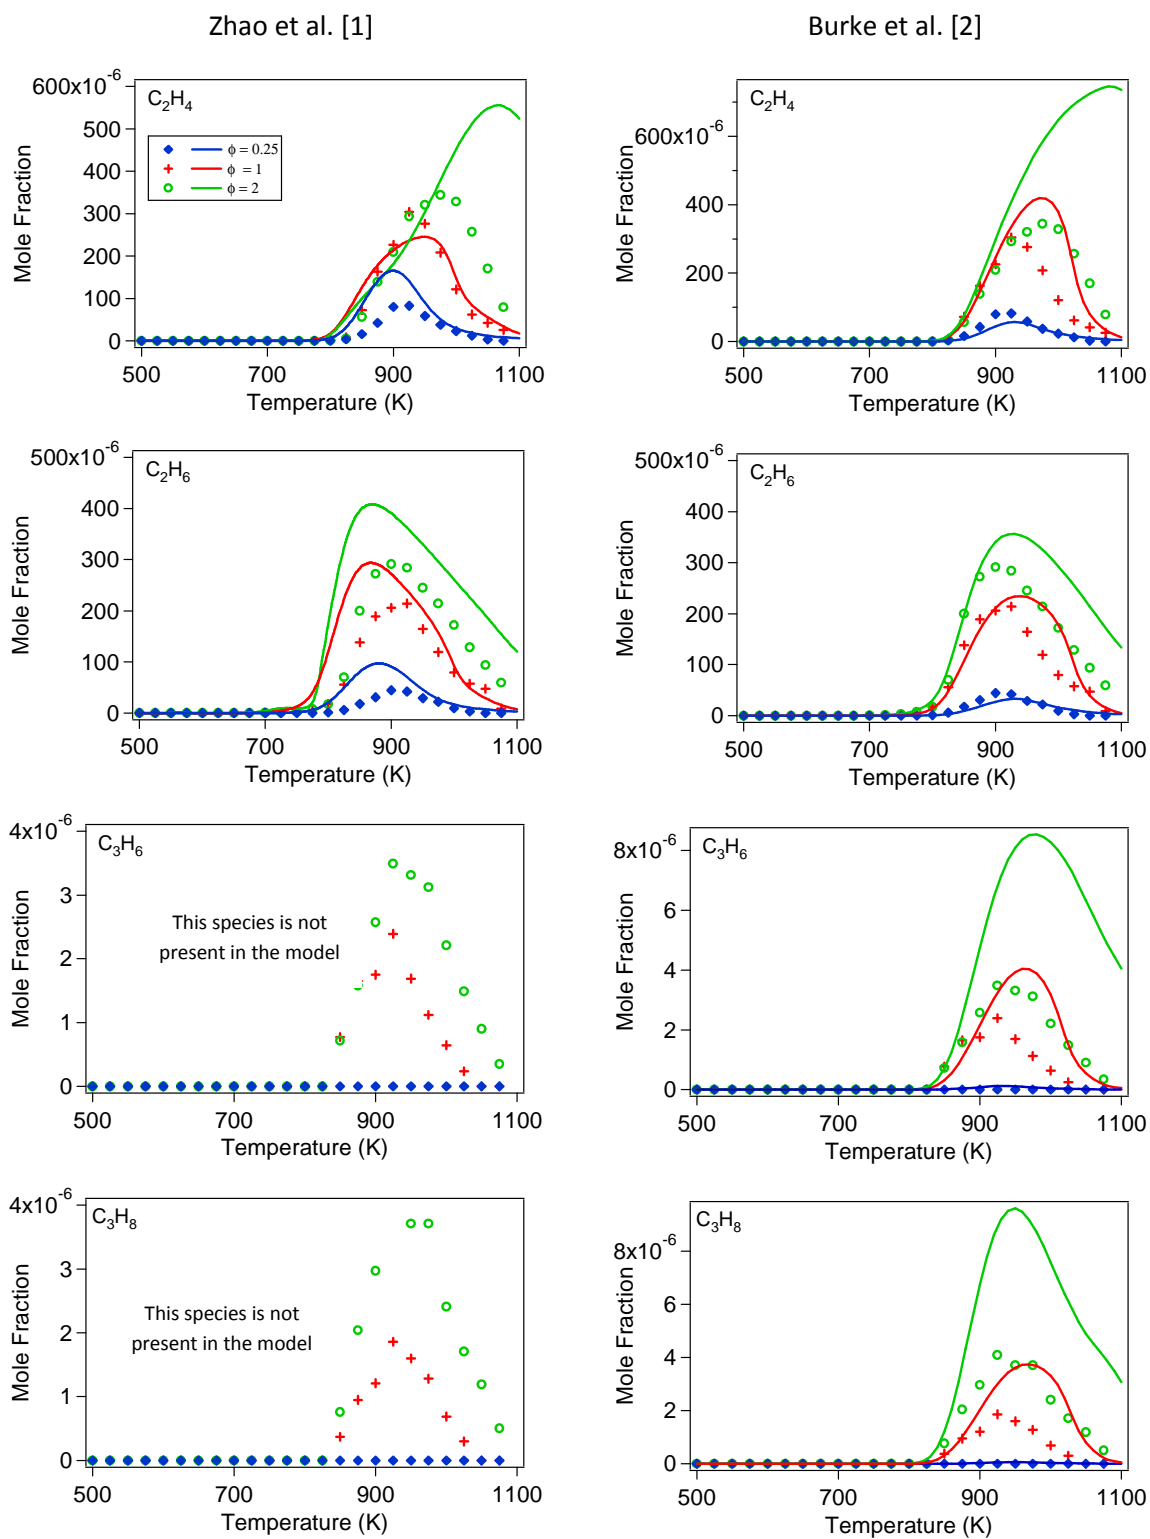 Zhao et al. [1]
Burke et al. [2]
600x10⁻⁶
500
400
300
200
100
0
Mole Fraction
C₂H₄
ϕ = 0.25
ϕ = 1
ϕ = 2
500
700
900
1100
Temperature (K)
600x10⁻⁶
400
200
0
Mole Fraction
C₂H₄
500
700
900
1100
Temperature (K)
500x10⁻⁶
400
300
200
100
0
Mole Fraction
C₂H₆
500
700
900
1100
Temperature (K)
500x10⁻⁶
400
300
200
100
0
Mole Fraction
C₂H₆
500
700
900
1100
Temperature (K)
4x10⁻⁶
3
2
1
0
Mole Fraction
C₃H₆
This species is not
present in the model
500
700
900
1100
Temperature (K)
8x10⁻⁶
6
4
2
0
Mole Fraction
C₃H₆
500
700
900
1100
Temperature (K)
4x10⁻⁶
3
2
1
0
Mole Fraction
C₃H₈
This species is not
present in the model
500
700
900
1100
Temperature (K)
8x10⁻⁶
6
4
2
0
Mole Fraction
C₃H₈
500
700
900
1100
Temperature (K)